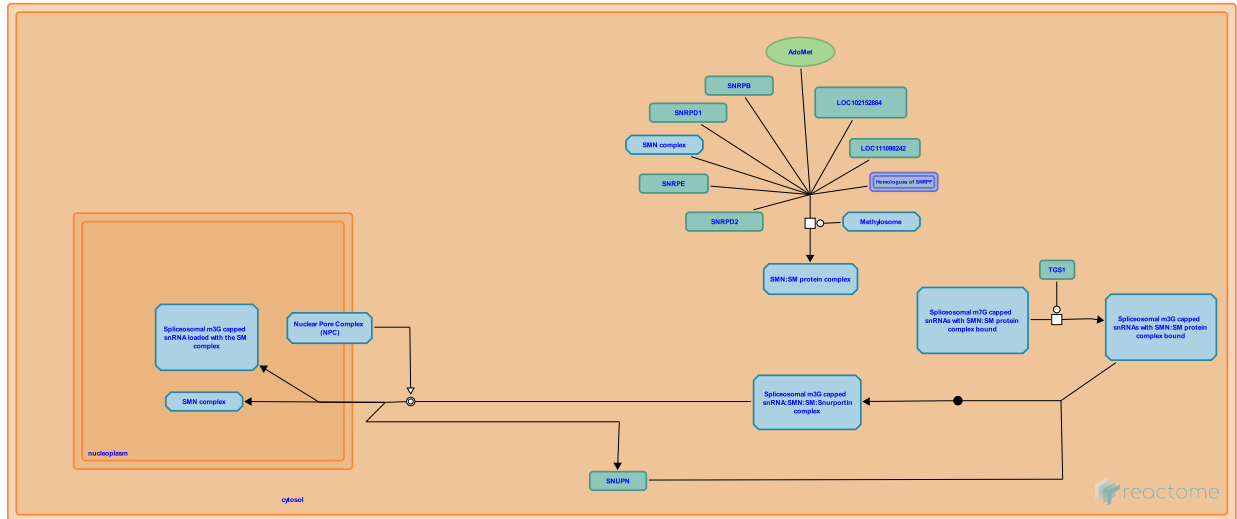 AdoMet
SNRPB
LOC102152884
SNRPD1
SMN complex
LOC111098242
SNRPE
Homologues of SNRPF
SNRPD2
Methylosome
TGS1
SMN:SM protein complex
Spliceosomal m7G capped
snRNAs with SMN:SM protein
complex bound
Spliceosomal m3G capped
snRNAs with SMN:SM protein
complex bound
Spliceosomal m3G capped
snRNA loaded with the SM
complex
Nuclear Pore Complex
(NPC)
SMN complex
Spliceosomal m3G capped
snRNA:SMN:SM:Snurportin
complex
nucleoplasm
SNUPN
cytosol
reactome